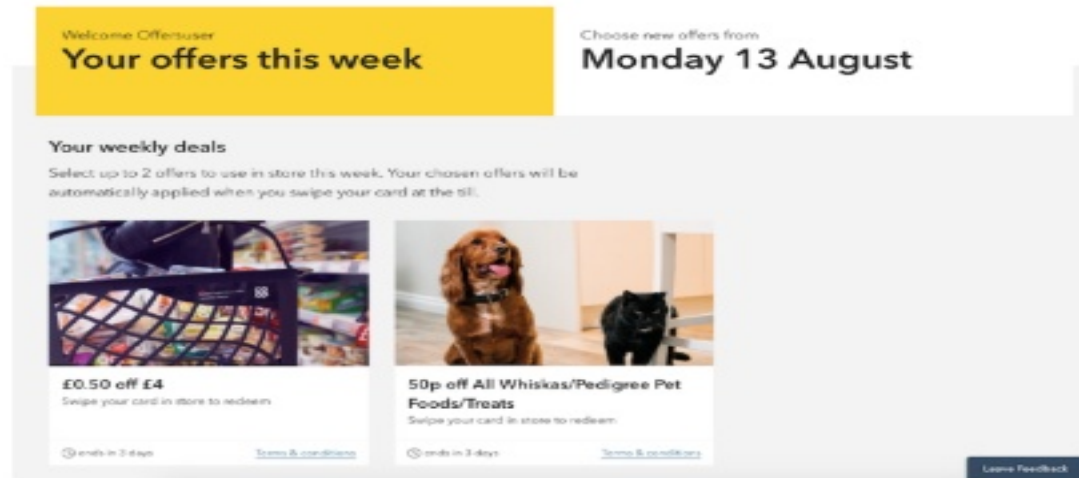 Welcome Offersuser
Your offers this week
Choose new offers from
Monday 13 August
Your weekly deals
Select up to 2 offers to use in store this week. Your chosen offers will be
automatically applied when you swipe your card at the till.
£0.50 off £4
Swipe your card in store to redeem
ends in 3 days
Terms & conditions
50p off All Whiskas/Pedigree Pet
Foods/Treats
Swipe your card in store to redeem
ends in 3 days
Terms & conditions
Leave Feedback